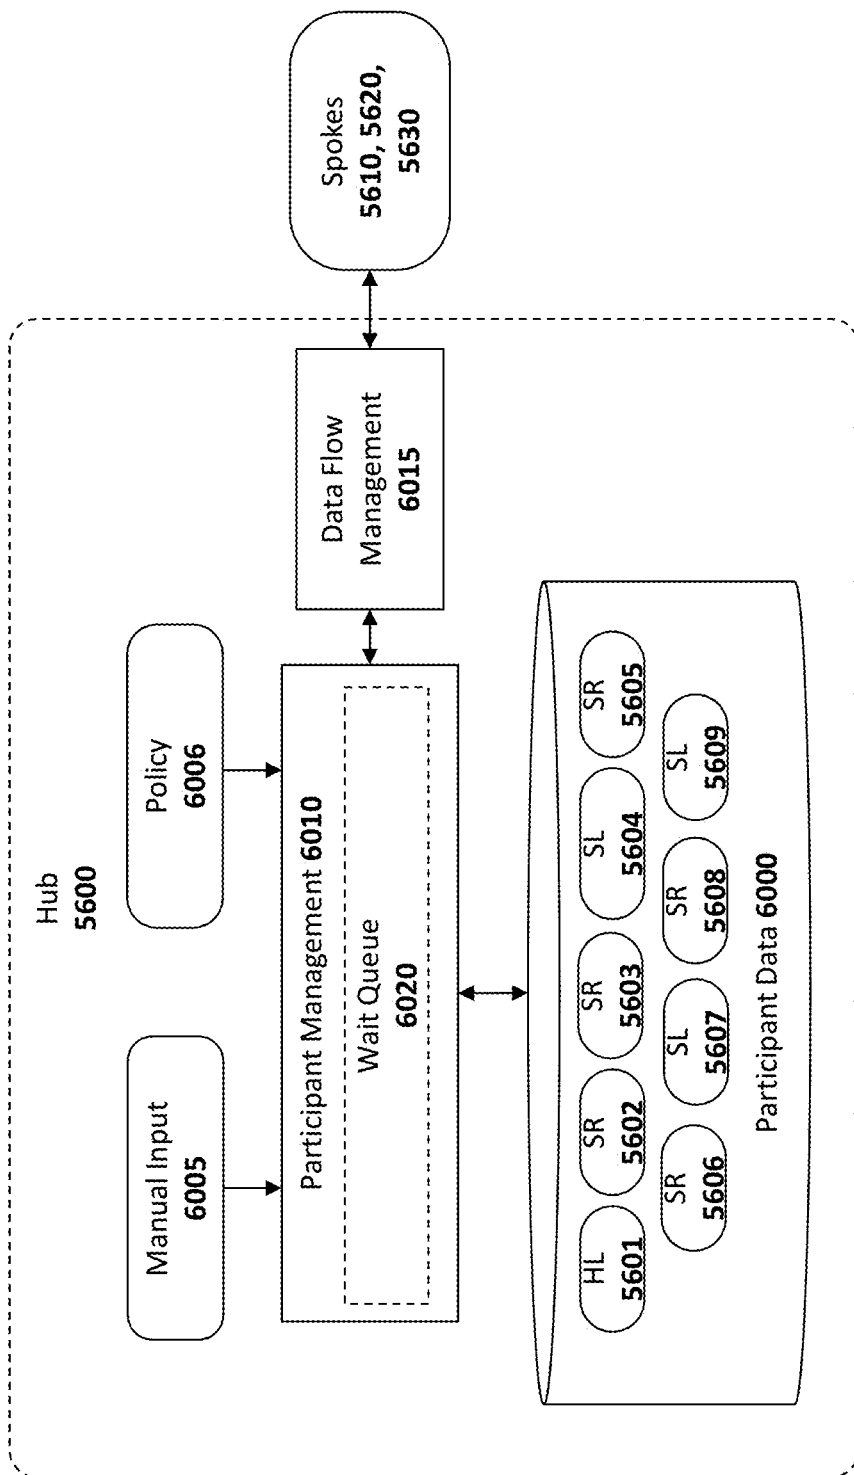 Hub
5600
Manual Input
6005
Policy
6006
Participant Management 6010
Wait Queue
6020
Data Flow
Management
6015
Spokes
5610, 5620,
5630
HL
5601
SR
5602
SR
5603
SL
5604
SR
5605
SR
5606
SL
5607
SR
5608
SL
5609
Participant Data 6000